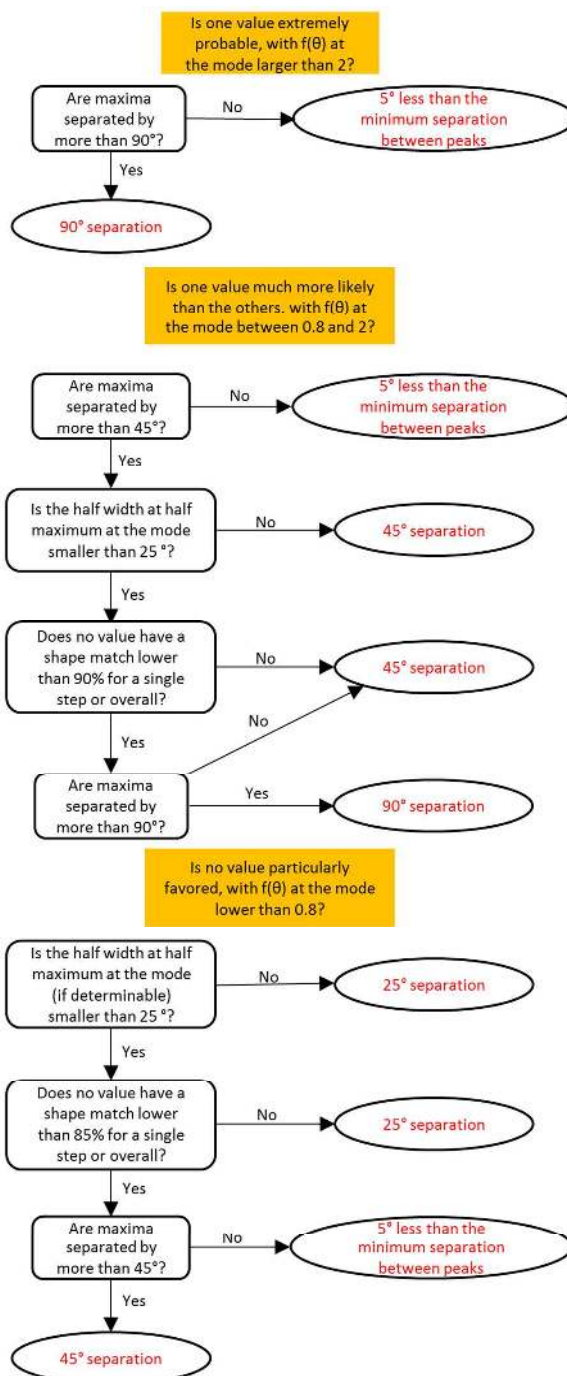 Is one value extremely
probable, with f(θ) at
the mode larger than 2?
Are maxima
separated by
more than 90°?
No
5° less than the
minimum separation
between peaks
Yes
90° separation
Is one value much more likely
than the others. with f(θ) at
the mode between 0.8 and 2?
Are maxima
separated by
more than 45°?
No
5° less than the
minimum separation
between peaks
Yes
Is the half width at half
maximum at the mode
smaller than 25 °?
No
45° separation
Yes
Does no value have a
shape match lower
than 90% for a single
step or overall?
No
45° separation
No
Yes
Are maxima
separated by
more than 90°?
Yes
90° separation
Is no value particularly
favored, with f(θ) at the mode
lower than 0.8?
Is the half width at half
maximum at the mode
(if determinable)
smaller than 25 °?
No
25° separation
Yes
Does no value have a
shape match lower
than 85% for a single
step or overall?
No
25° separation
Yes
Are maxima
separated by
more than 45°?
No
5° less than the
minimum separation
between peaks
Yes
45° separation